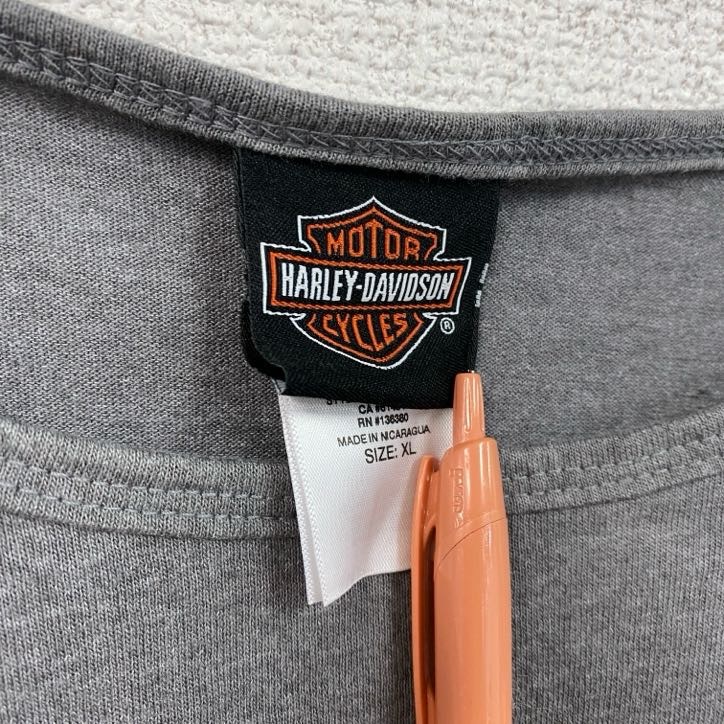 MOTOR
HARLEY-DAVIDSON
CYCLES
®
RN #136380
MADE IN NICARAGUA
SIZE: XL